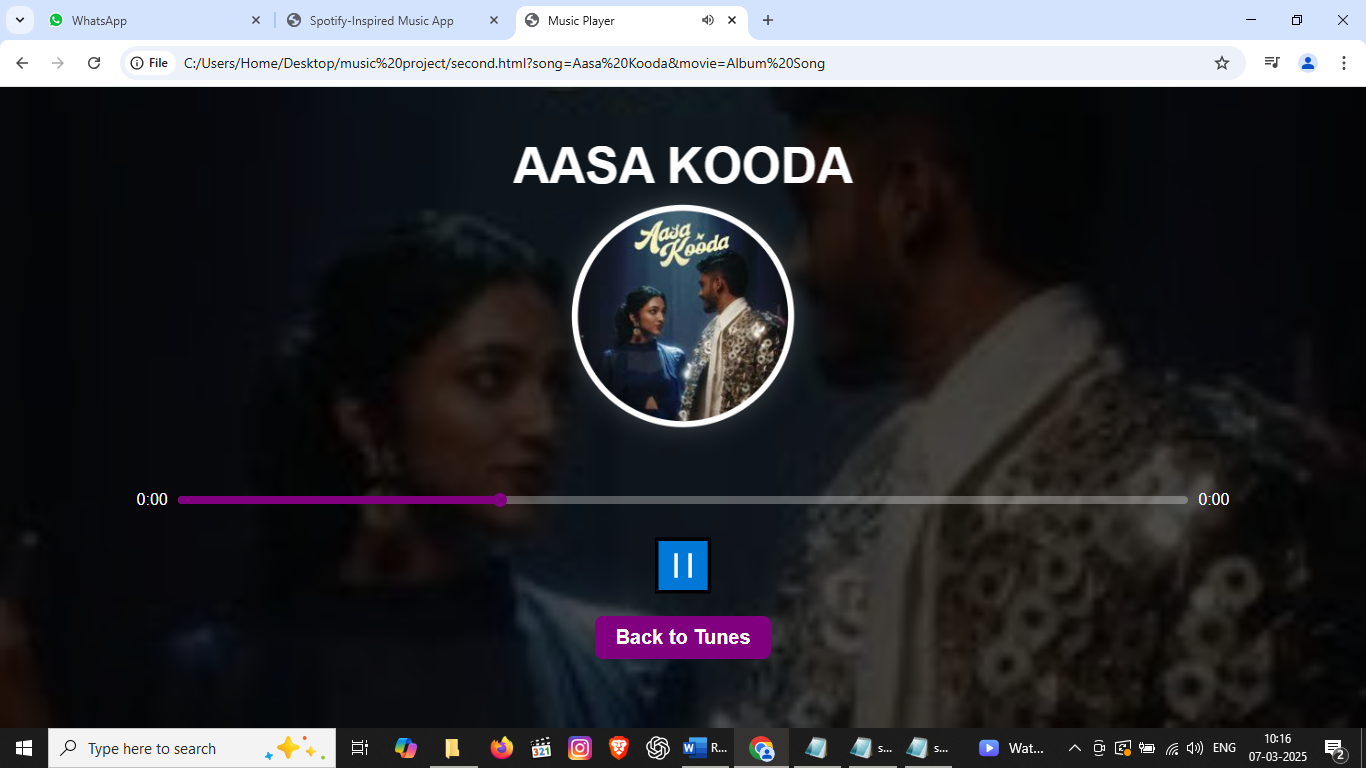 WhatsApp
Spotify-Inspired Music App
Music Player
File
C:/Users/Home/Desktop/music%20project/second.html?song=Aasa%20Kooda&movie=Album%20Song
AASA KOODA
Aasa
Kooda
0:00
0:00
Back to Tunes
Type here to search
321
R...
s...
s...
Wat...
ENG
10:16
07-03-2025
2